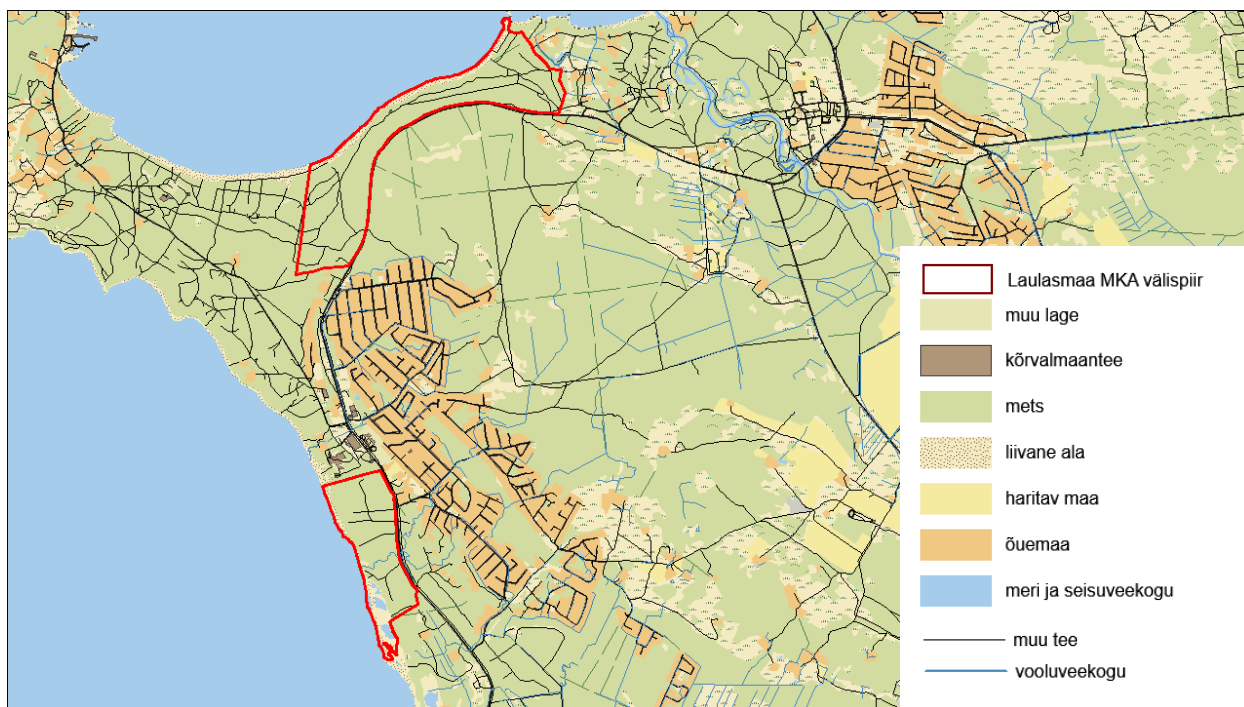 Laulasmaa MKA välispiir
muu lage
kõrvalmaantee
mets
liivane ala
haritav maa
õuemaa
meri ja seisuveekogu
muu tee
vooluveekogu